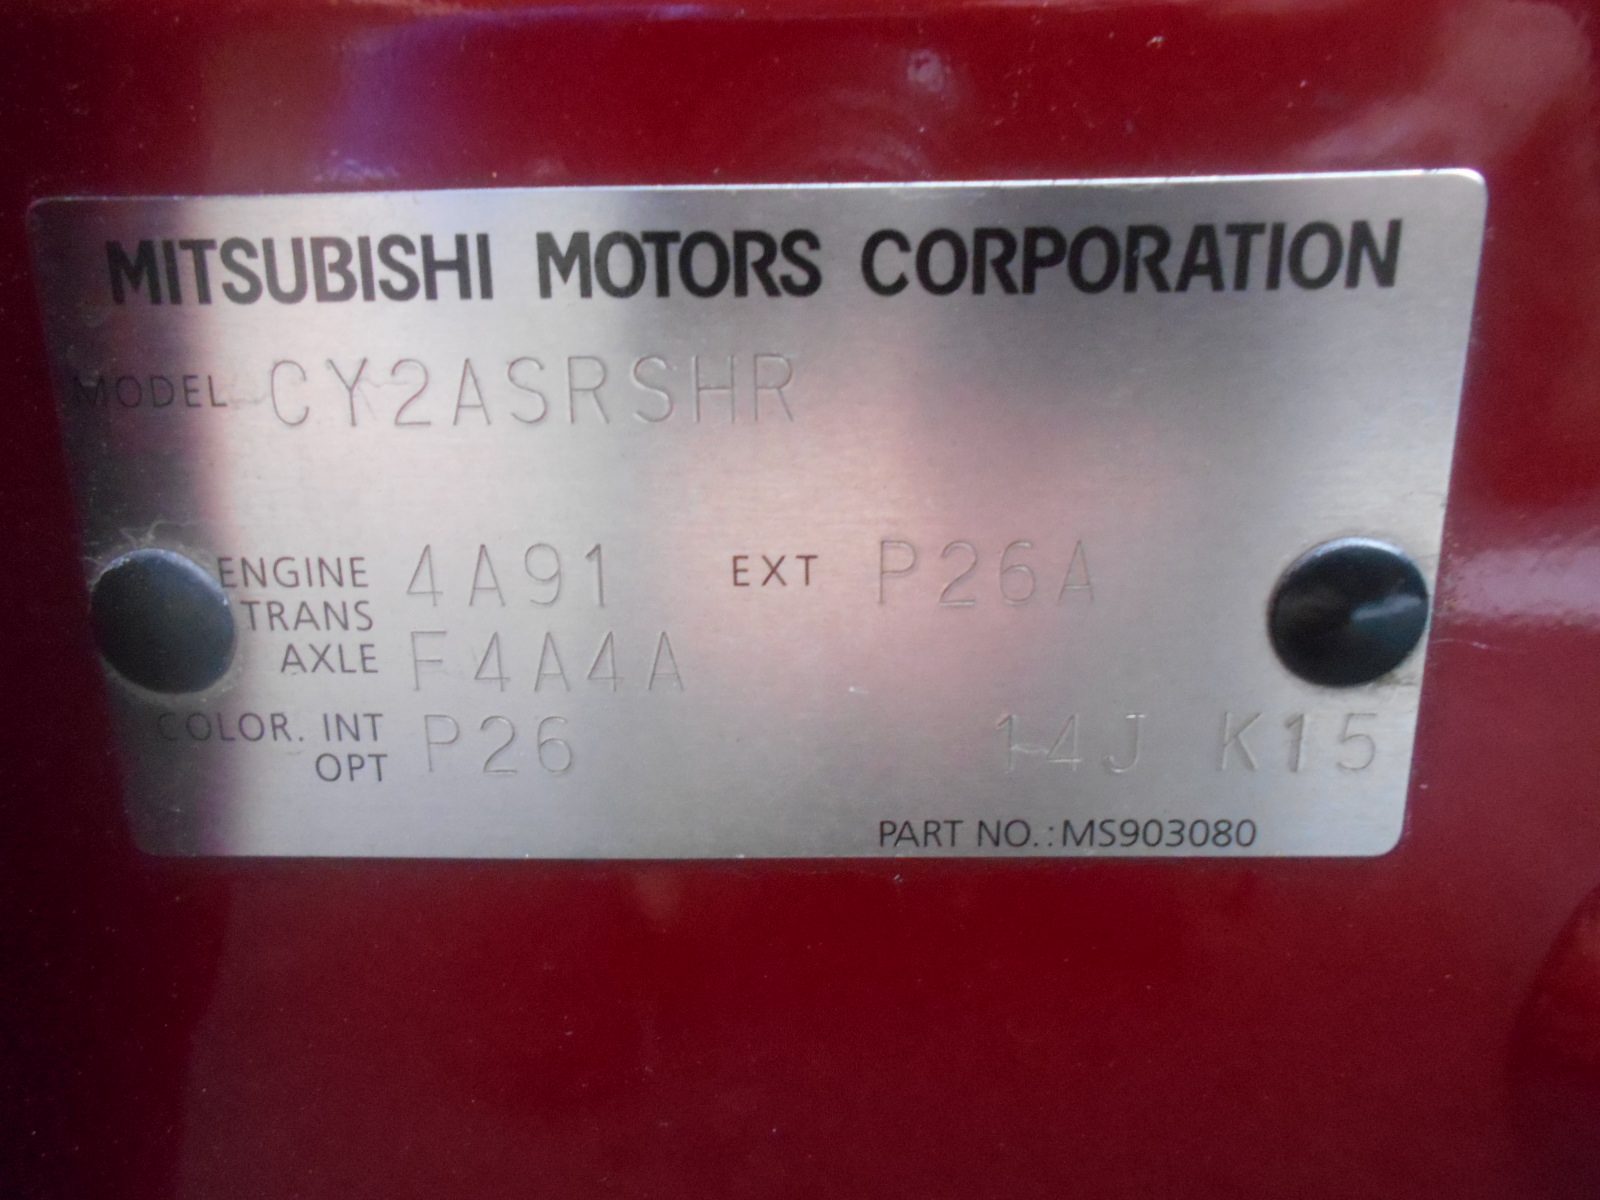 MITSUBISHI MOTORS CORPORATION
MODEL CY2ASRSHR
ENGINE 4A91 EXT P26A
TRANS
AXLE F4A4A
COLOR. INT P26 14J K15
OPT
PART NO.:MS903080